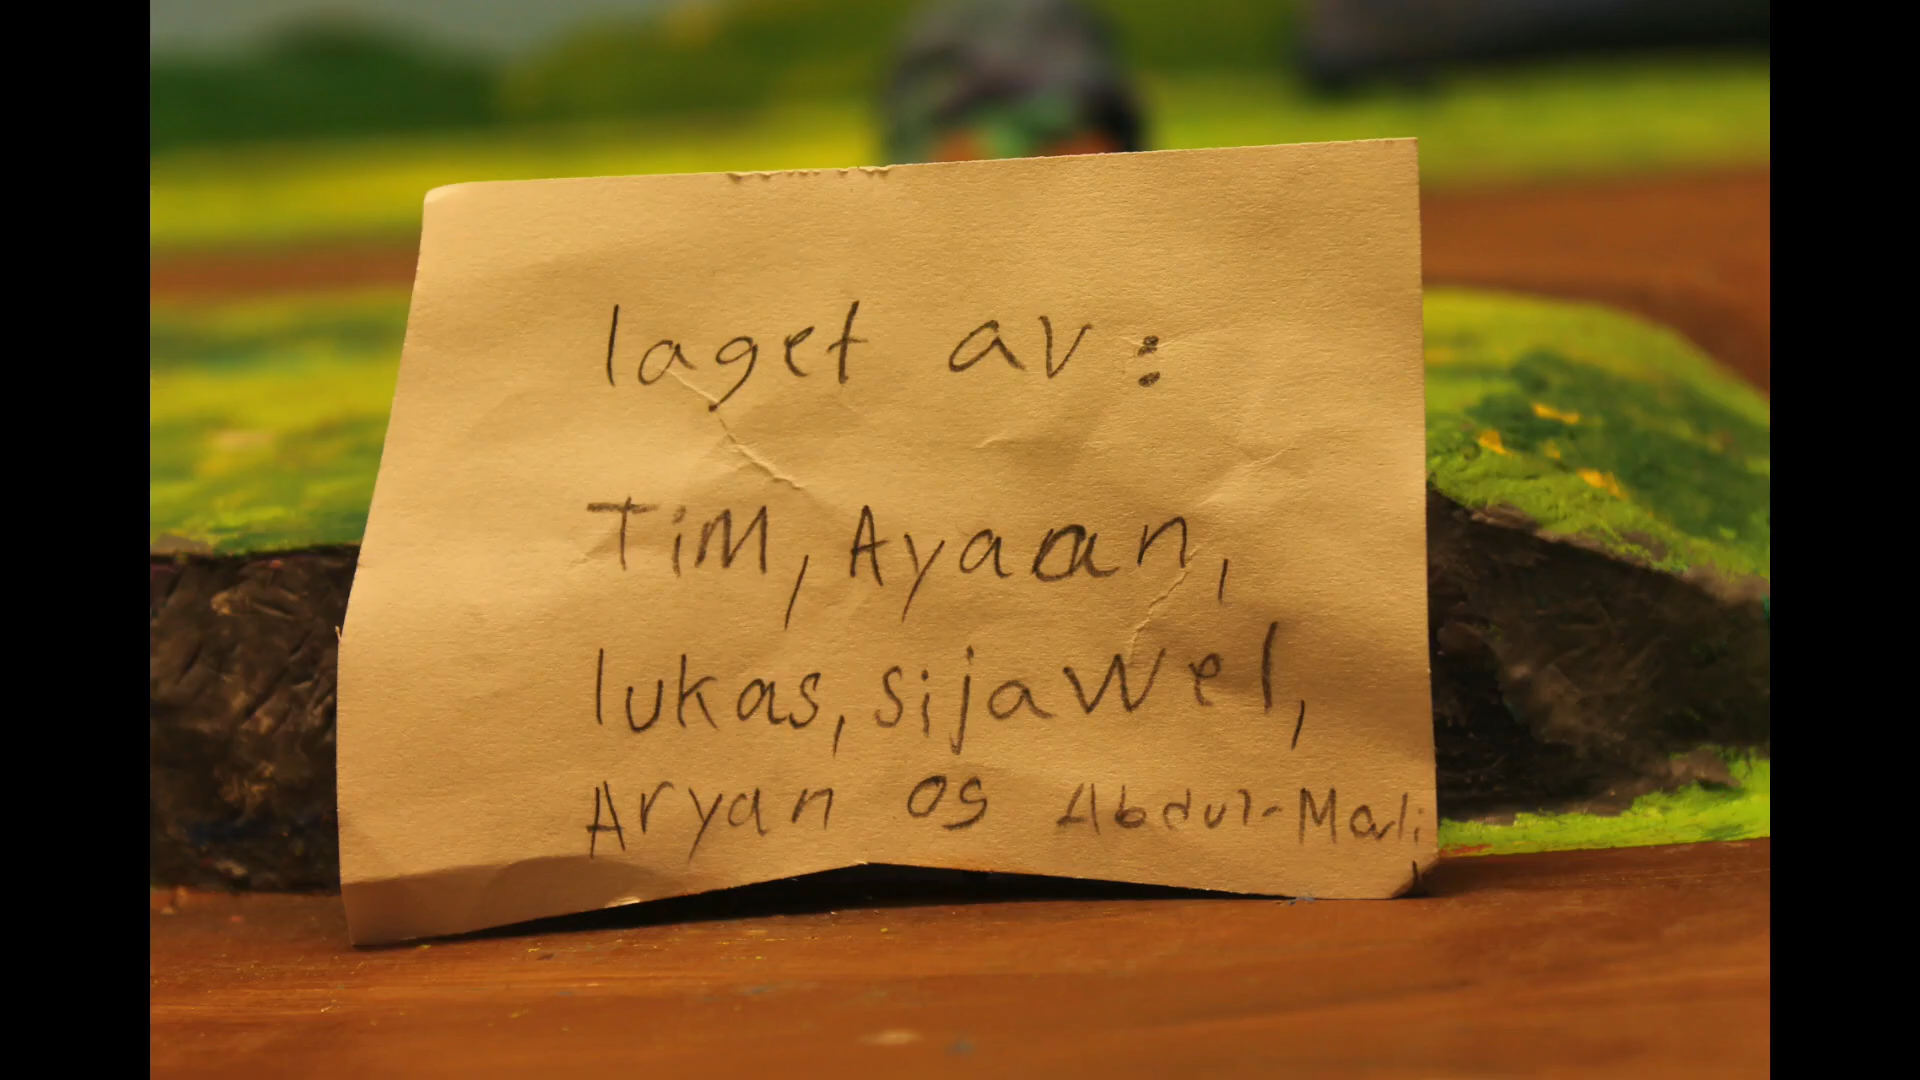 laget av:
TiM, Ayaan,
lukas, sijawel,
Aryan og Abdul-Mali